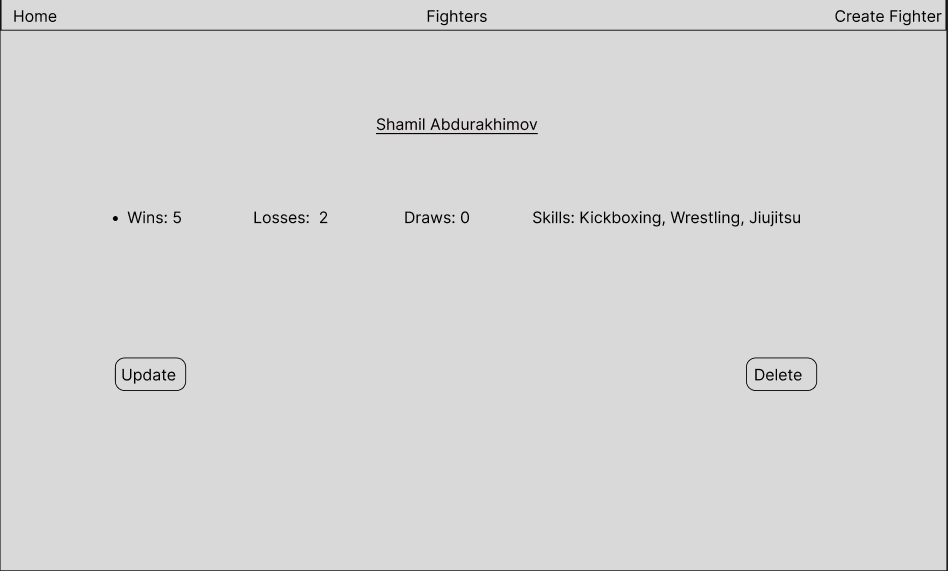 Home Fighters Create Fighter
Shamil Abdurakhimov
• Wins: 5 Losses: 2 Draws: 0 Skills: Kickboxing, Wrestling, Jiujitsu
Update Delete